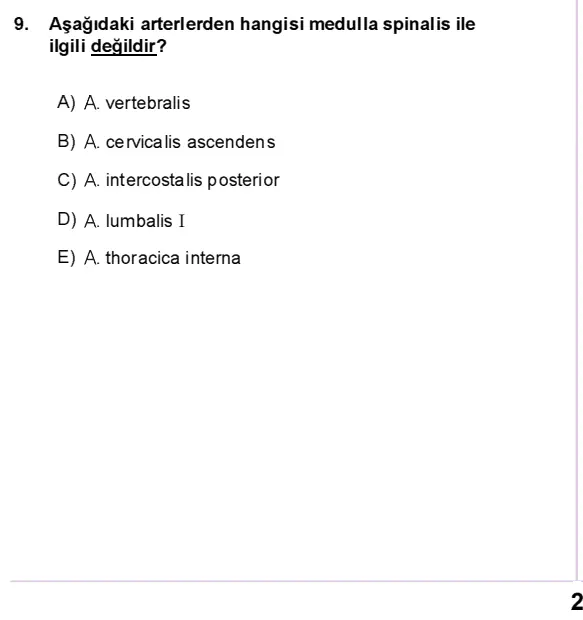 9. Aşağıdaki arterlerden hangisi medulla spinalis ile
ilgili değildir?
A) A. vertebralis
B) A. cervicalis ascendens
C) A. intercostalis posterior
D) A. lumbalis I
E) A. thoracica interna
2